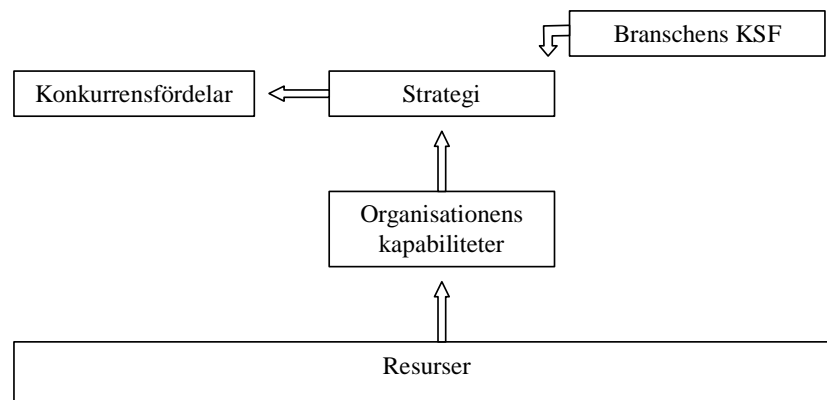 Branschens KSF
Konkurrensfördelar
Strategi
Organisationens
kapabiliteter
Resurser